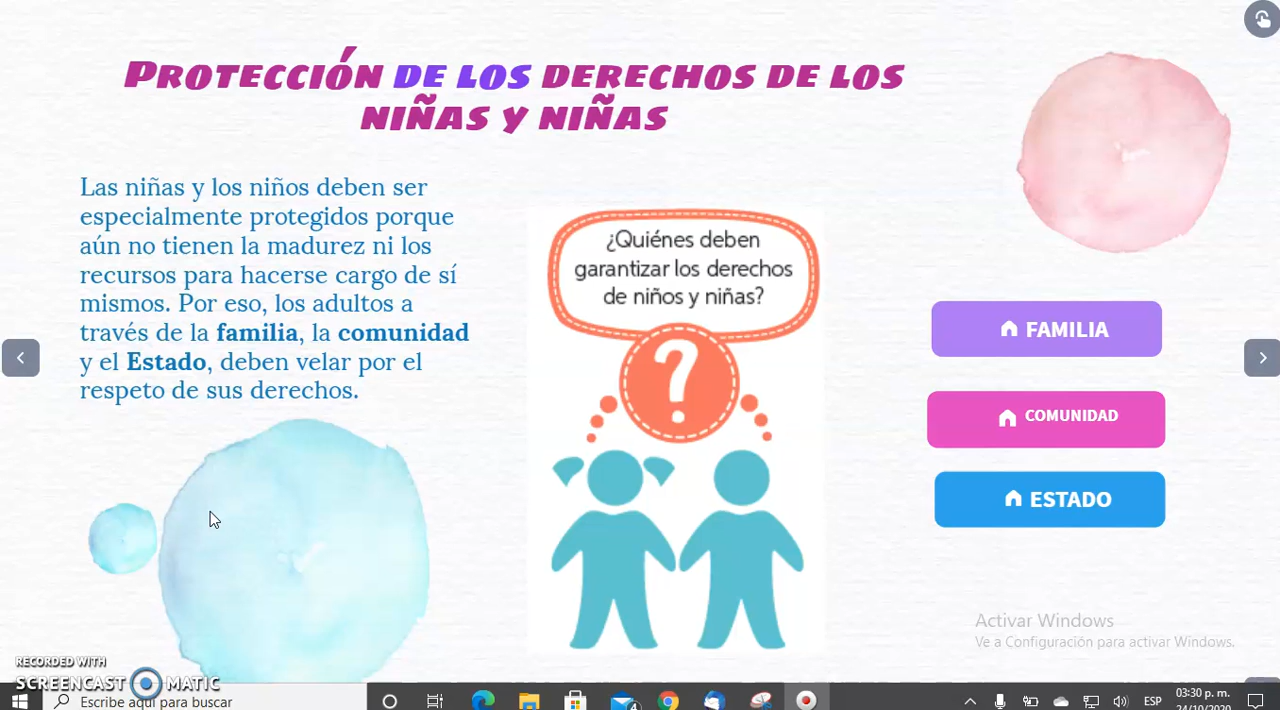 PROTECCIÓN DE LOS DERECHOS DE LOS
NIÑAS Y NIÑAS
Las niñas y los niños deben ser
especialmente protegidos porque
aún no tienen la madurez ni los
recursos para hacerse cargo de sí
mismos. Por eso, los adultos a
través de la familia, la comunidad
y el Estado, deben velar por el
respeto de sus derechos.
¿Quiénes deben
garantizar los derechos
de niños y niñas?
?
FAMILIA
COMUNIDAD
ESTADO
Activar Windows
Ve a Configuración para activar Windows.
RECORDED WITH
SCREENCAST MATIC
Escribe aquí para buscar
4
ESP
03:30 p. m.
24/10/2020